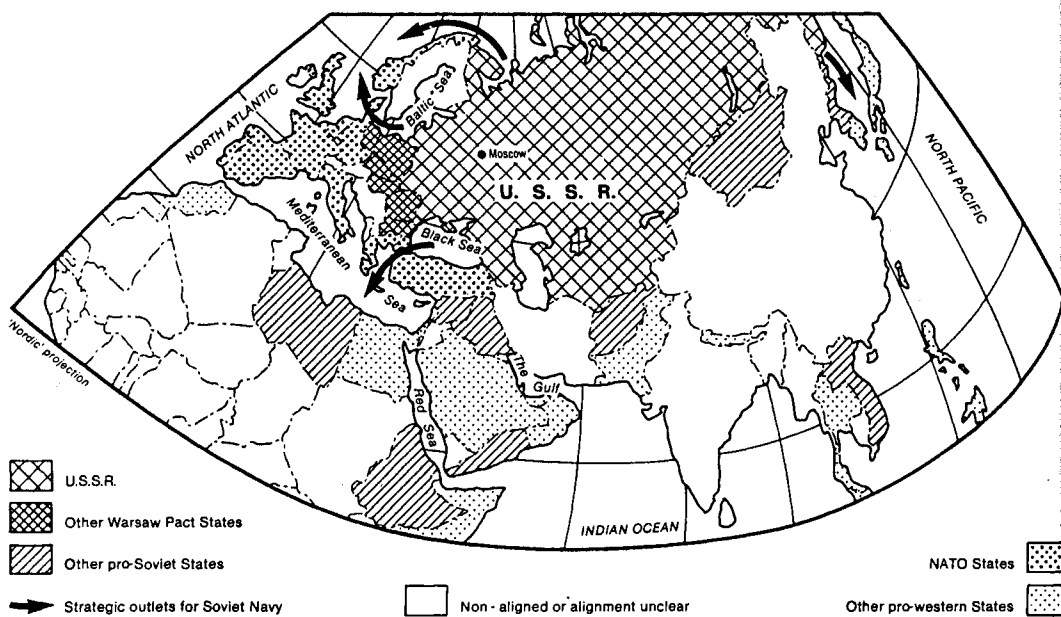 NORTH ATLANTIC
Baltic Sea
Moscow
U. S. S. R.
NORTH PACIFIC
Mediterranean
Sea
Black Sea
'Nordic projection
The
Gulf
Red Sea
INDIAN OCEAN
U.S.S.R.
Other Warsaw Pact States
Other pro-Soviet States
Strategic outlets for Soviet Navy
Non - aligned or alignment unclear
NATO States
Other pro-western States